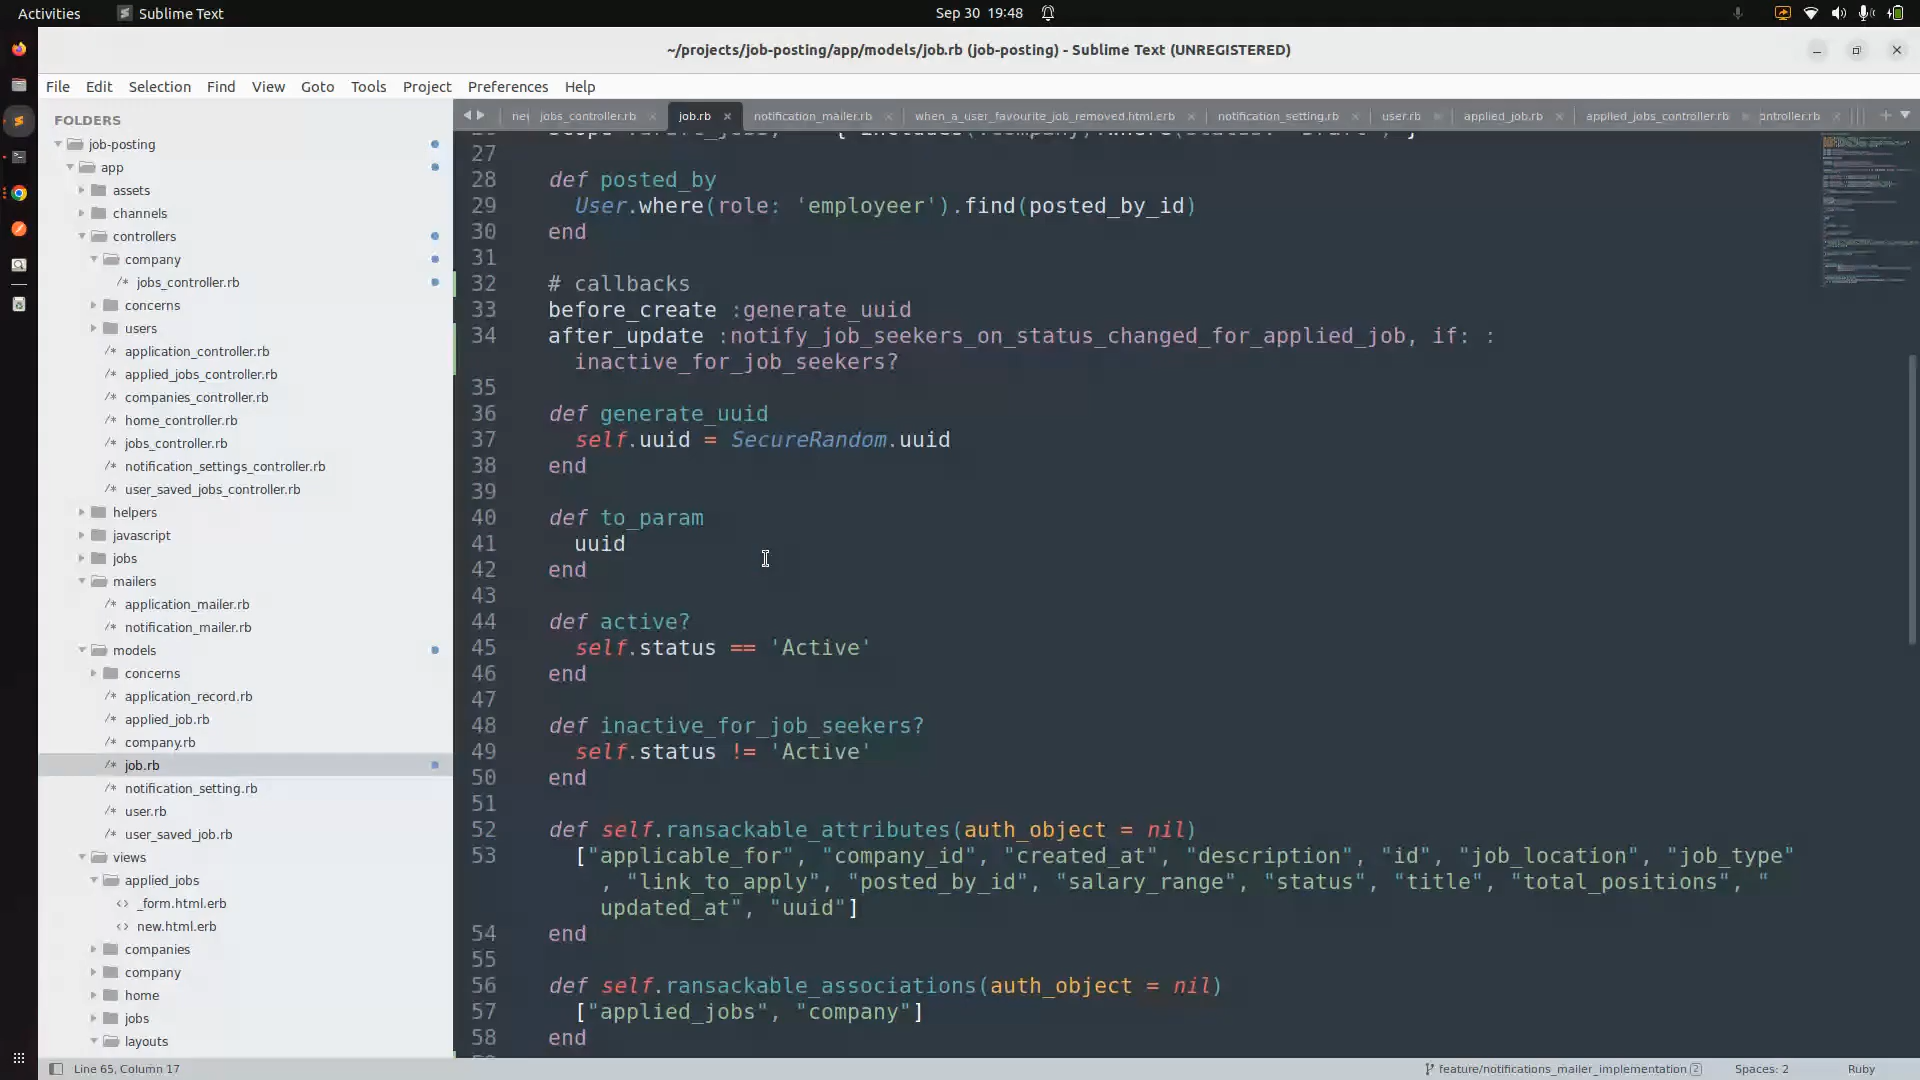 Activities
Sublime Text
Sep 30 19:48
~/projects/job-posting/app/models/job.rb (job-posting) - Sublime Text (UNREGISTERED)
File Edit Selection Find View Goto Tools Project Preferences Help
FOLDERS
job-posting
app
assets
channels
controllers
company
/* jobs_controller.rb
concerns
users
/* application_controller.rb
/* applied_jobs_controller.rb
/* companies_controller.rb
/* home_controller.rb
/* jobs_controller.rb
/* notification_settings_controller.rb
/* user_saved_jobs_controller.rb
helpers
javascript
jobs
mailers
/* application_mailer.rb
/* notification_mailer.rb
models
concerns
/* application_record.rb
/* applied_job.rb
/* company.rb
/* job.rb
/* notification_setting.rb
/* user.rb
/* user_saved_job.rb
views
applied_jobs
<> _form.html.erb
<> new.html.erb
companies
company
home
jobs
layouts
jobs_controller.rb job.rb notification_mailer.rb when_a_user_favourite_job_removed.html.erb notification_setting.rb user.rb applied_job.rb applied_jobs_controller.rb ontroller.rb
27
28 def posted_by
29 User.where(role: 'employeer').find(posted_by_id)
30 end
31
32 # callbacks
33 before_create :generate_uuid
34 after_update :notify_job_seekers_on_status_changed_for_applied_job, if: :
inactive_for_job_seekers?
35
36 def generate_uuid
37 self.uuid = SecureRandom.uuid
38 end
39
40 def to_param
41 uuid
42 end
43
44 def active?
45 self.status == 'Active'
46 end
47
48 def inactive_for_job_seekers?
49 self.status != 'Active'
50 end
51
52 def self.ransackable_attributes(auth_object = nil)
53 ["applicable_for", "company_id", "created_at", "description", "id", "job_location", "job_type"
, "link_to_apply", "posted_by_id", "salary_range", "status", "title", "total_positions", "
updated_at", "uuid"]
54 end
55
56 def self.ransackable_associations(auth_object = nil)
57 ["applied_jobs", "company"]
58 end
Line 65, Column 17
feature/notifications_mailer_implementation 2
Spaces: 2
Ruby